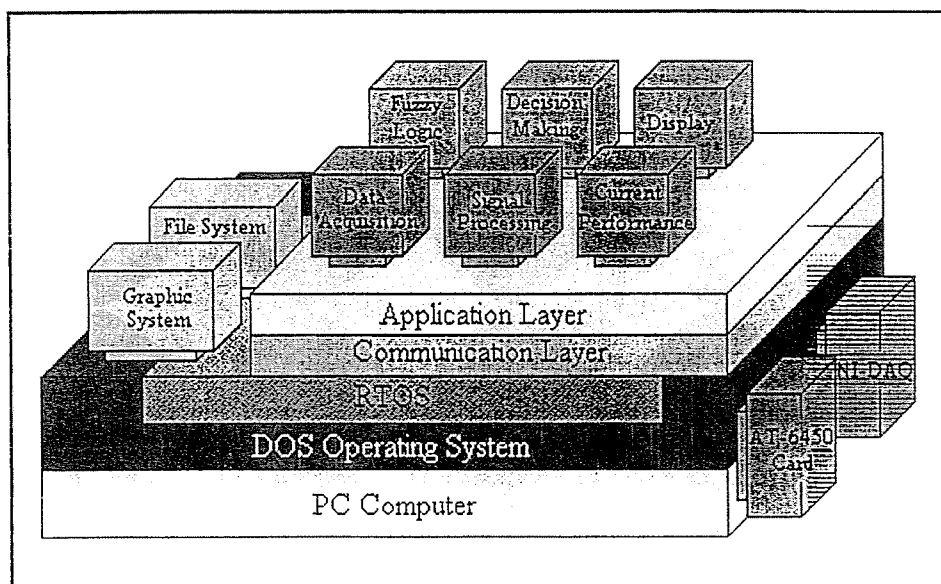 Fuzzy
Logic
Decision
Making
Display
Data
Acquisition
Signal
Processing
Current
Performance
File System
Graphic
System
Application Layer
Communication Layer
RTOS
DOS Operating System
PC Computer
NI-DAQ
AT-6450
Card